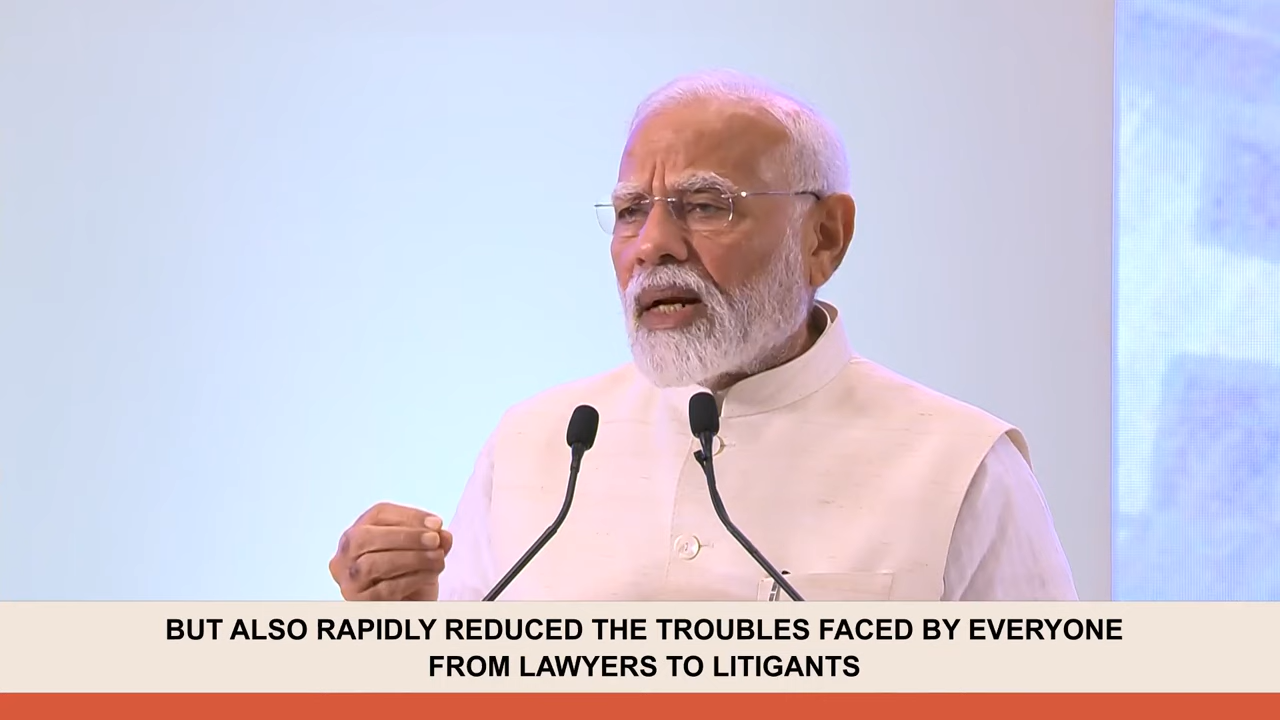 BUT ALSO RAPIDLY REDUCED THE TROUBLES FACED BY EVERYONE
FROM LAWYERS TO LITIGANTS